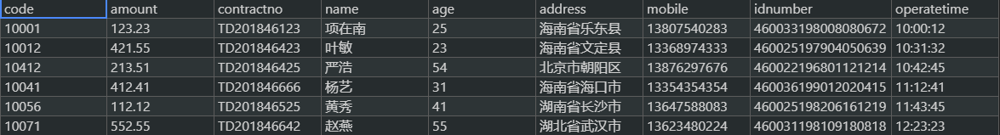 code amount contractno name age address mobile idnumber operatetime
10001 123.23 TD201846123 项在南 25 海南省乐东县 13807540283 460033198008080672 10:00:12
10012 421.55 TD201846423 叶敏 23 海南省文定县 13368974333 460025197904050639 10:31:32
10412 213.51 TD201846425 严浩 54 北京市朝阳区 13876297676 460022196801121214 10:42:45
10041 412.41 TD201846666 杨艺 31 海南省海口市 13354354354 460036199012020415 11:12:41
10056 112.12 TD201846525 黄秀 41 湖南省长沙市 13647588083 460025198206161219 11:43:45
10071 552.55 TD201846642 赵燕 55 湖北省武汉市 13623480224 460031198109180818 12:23:23